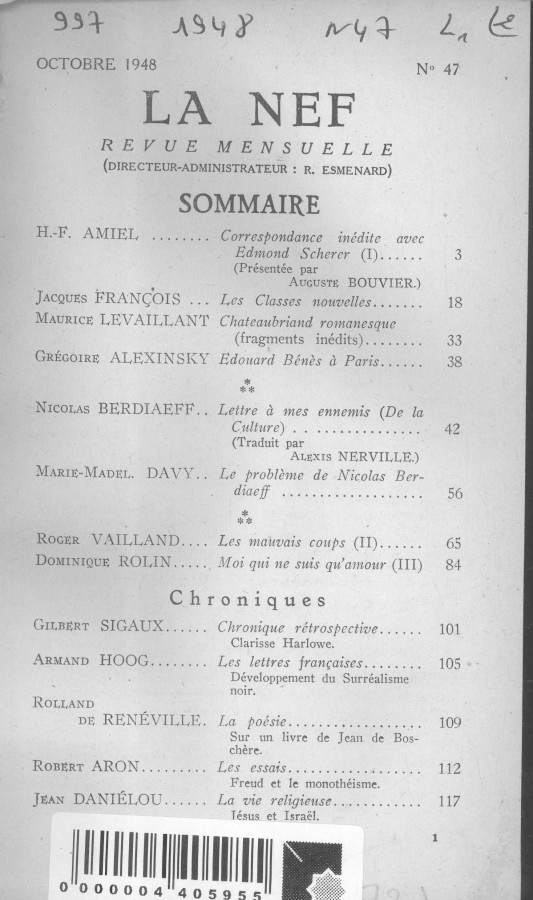 997 1948 N47
OCTOBRE 1948
Nº 47
LA NEF
REVUE MENSUELLE
(DIRECTEUR-ADMINISTRATEUR : R. ESMENARD)
SOMMAIRE
H.-F. AMIEL ........ Correspondance inédite avec
Edmond Scherer (I)...... 3
(Présentée par
AUGUSTE BOUVIER.)
JACQUES FRANÇOIS ... Les Classes nouvelles....... 18
MAURICE LEVAILLANT Chateaubriand romanesque
(fragments inédits)........ 33
GRÉGOIRE ALEXINSKY Edouard Bénès à Paris...... 38
*
**
NICOLAS BERDIAEFF.. Lettre à mes ennemis (De la
Culture) . . ............... 42
(Traduit par
ALEXIS NERVILLE.)
MARIE-MADEL. DAVY.. Le problème de Nicolas Ber-
diaeff ................... 56
*
**
ROGER VAILLAND.... Les mauvais coups (II)...... 65
DOMINIQUE ROLIN..... Moi qui ne suis qu'amour (III) 84
Chroniques
GILBERT SIGAUX...... Chronique rétrospective...... 101
Clarisse Harlowe.
ARMAND HOOG........ Les lettres françaises........ 105
Développement du Surréalisme
noir.
ROLLAND
DE RENÉVILLE. La poésie.................. 109
Sur un livre de Jean de Bos-
chère.
ROBERT ARON......... Les essais.................. 112
Freud et le monothéisme.
JEAN DANIÉLOU...... La vie religieuse............ 117
Jésus et Israël.
1
0 000004 405955